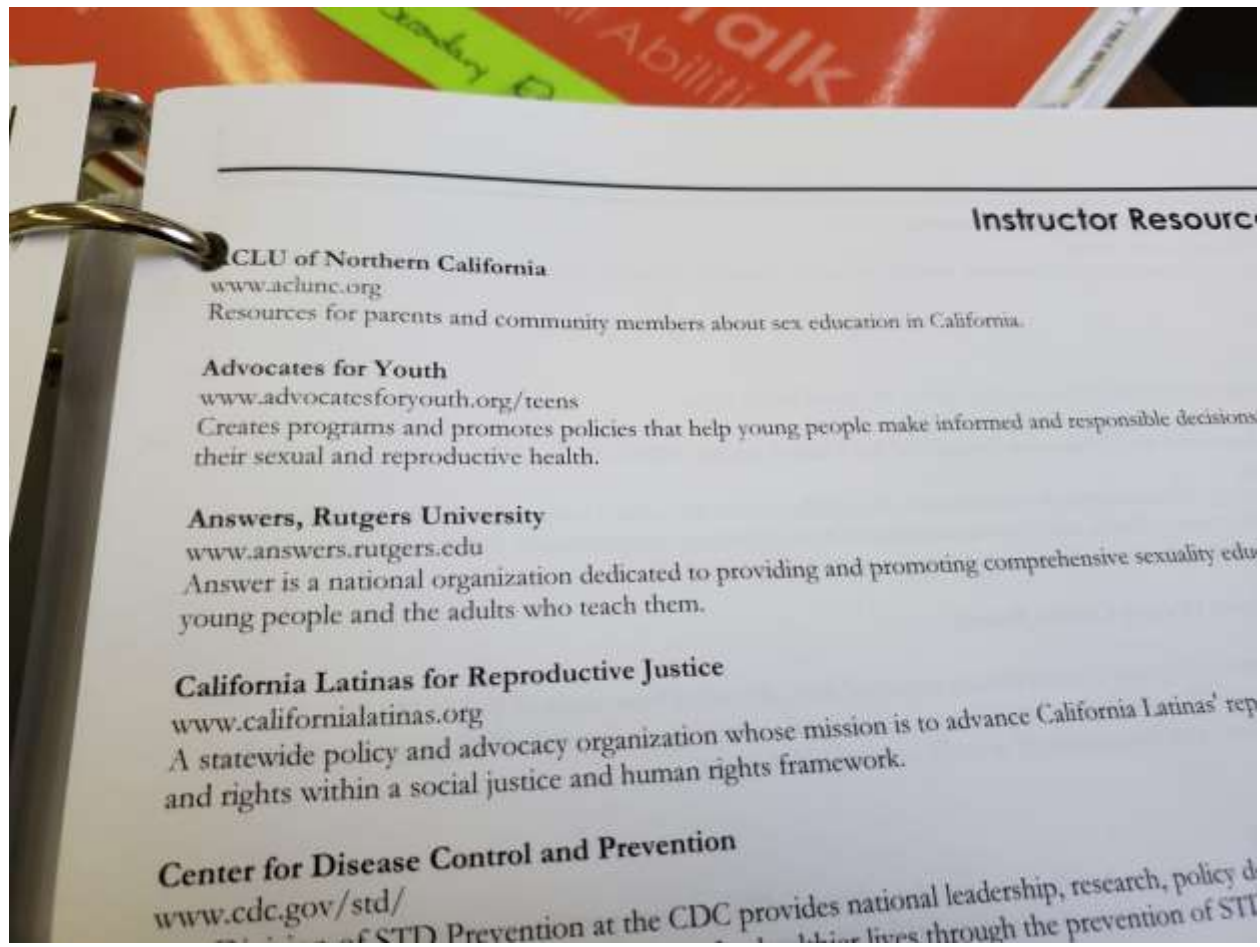 Secondary
Talk
Abilities
Instructor
ACLU of Northern California
www.aclunc.org
Resources for parents and community members about sex education in California.
Advocates for Youth
www.advocatesforyouth.org/teens
Creates programs and promotes policies that help young people make informed and responsible decisions
their sexual and reproductive health.
Answers, Rutgers University
www.answers.rutgers.edu
Answer is a national organization dedicated to providing and promoting comprehensive sexuality
young people and the adults who teach them.
California Latinas for Reproductive Justice
www.californialatinas.org
A statewide policy and advocacy organization whose mission is to advance California Latinas'
and rights within a social justice and human rights framework.
Center for Disease Control and Prevention
www.cdc.gov/std/
of STD Prevention at the CDC provides national leadership, research, policy
lives through the prevention of